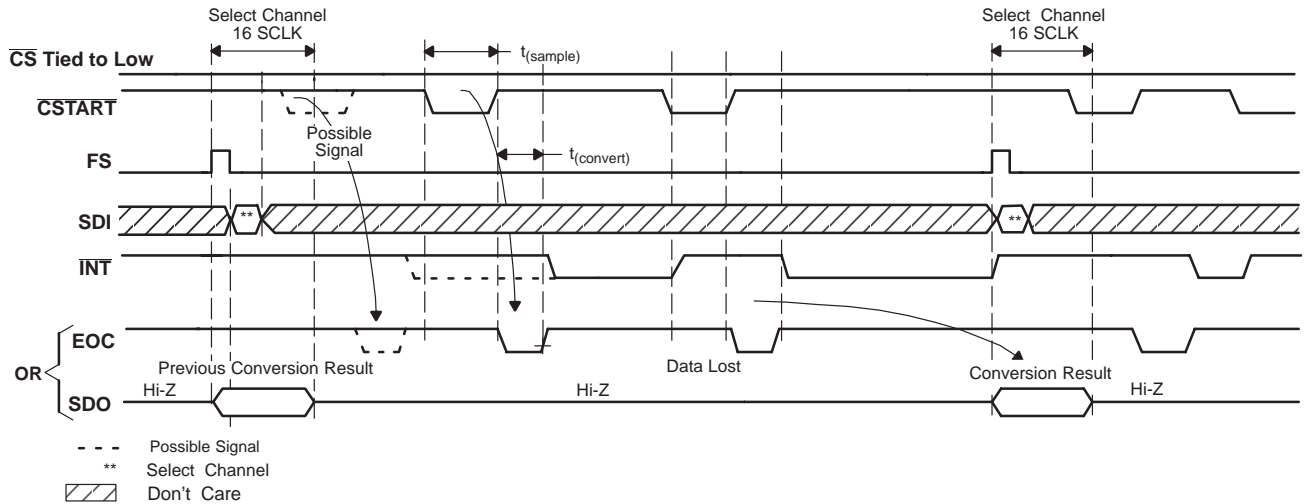 Select Channel
16 SCLK
Select Channel
16 SCLK
CS Tied to Low
t(sample)
CSTART
Possible
Signal
FS
t(convert)
SDI
**
**
INT
EOC
OR
Previous Conversion Result
Data Lost
Conversion Result
Hi-Z
Hi-Z
Hi-Z
SDO
Possible Signal
** Select Channel
Don't Care